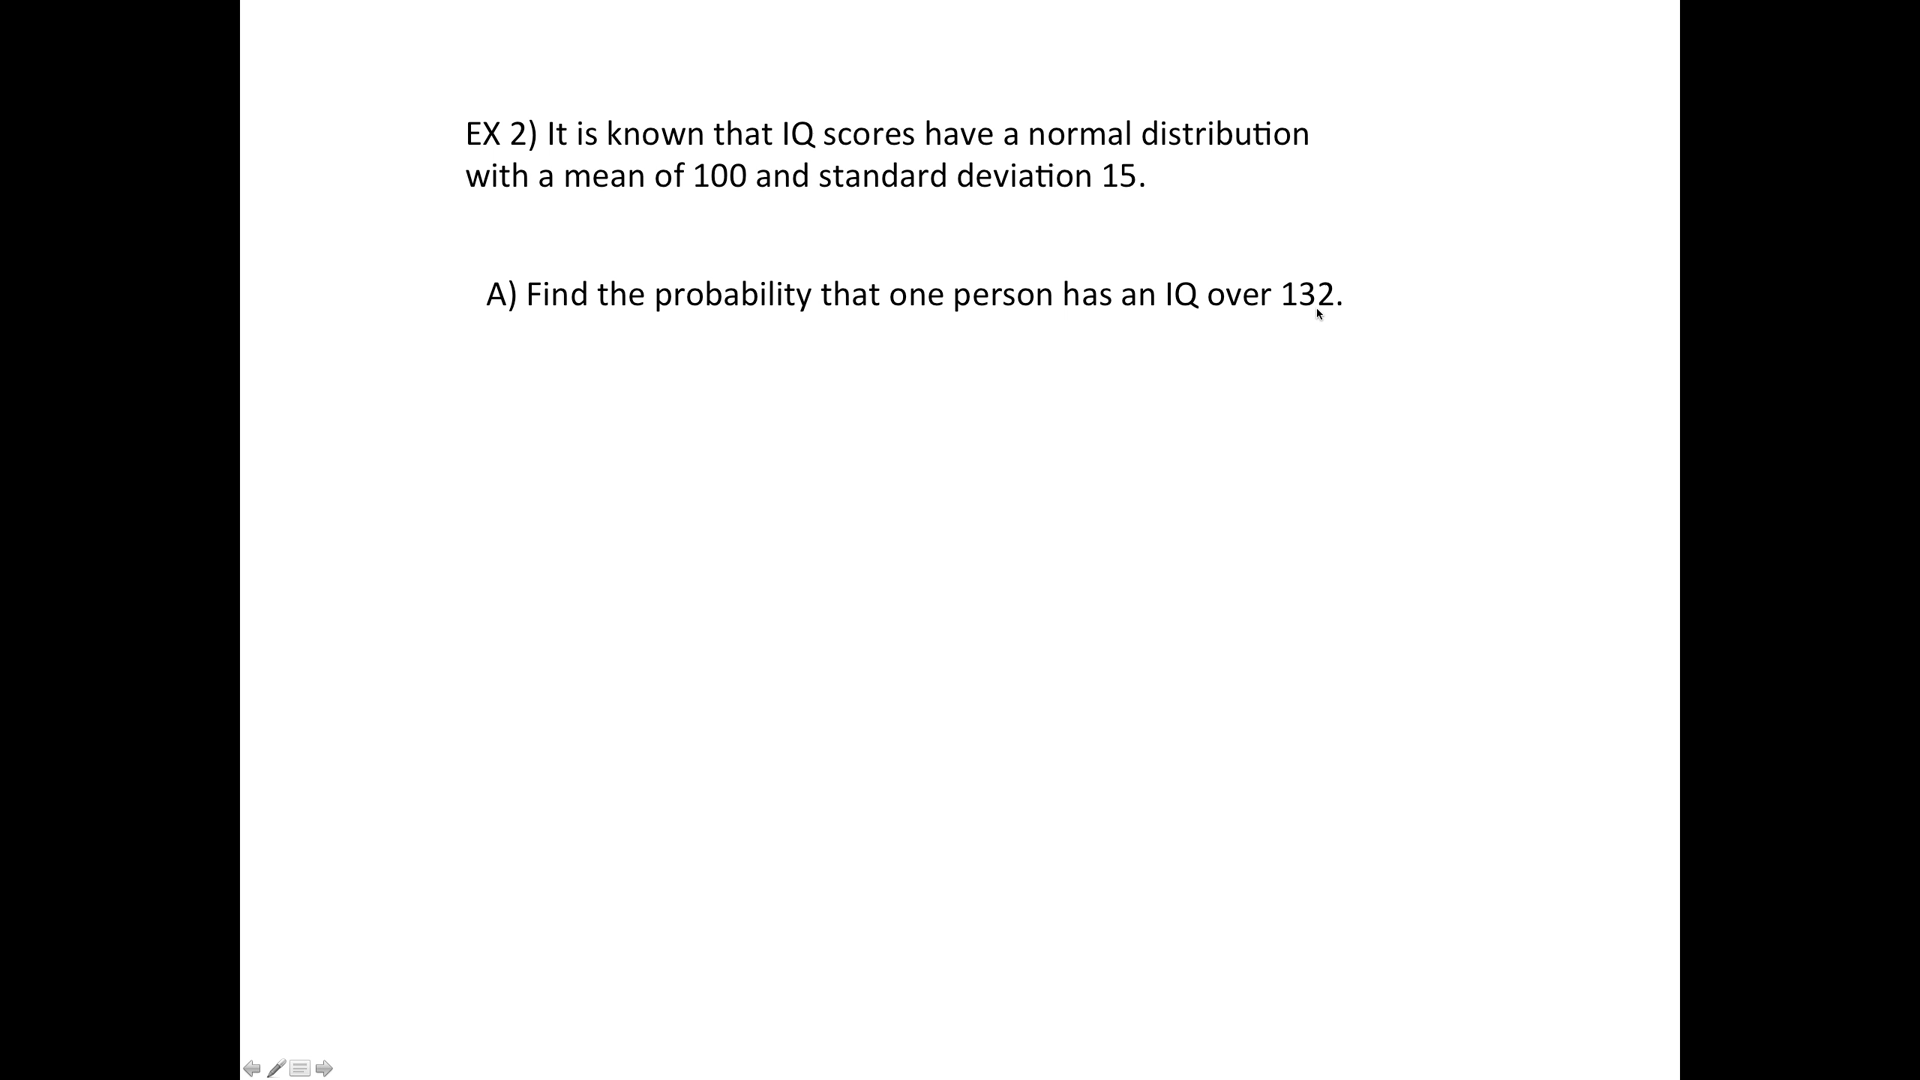 EX 2) It is known that IQ scores have a normal distribution
with a mean of 100 and standard deviation 15.
A) Find the probability that one person has an IQ over 132.